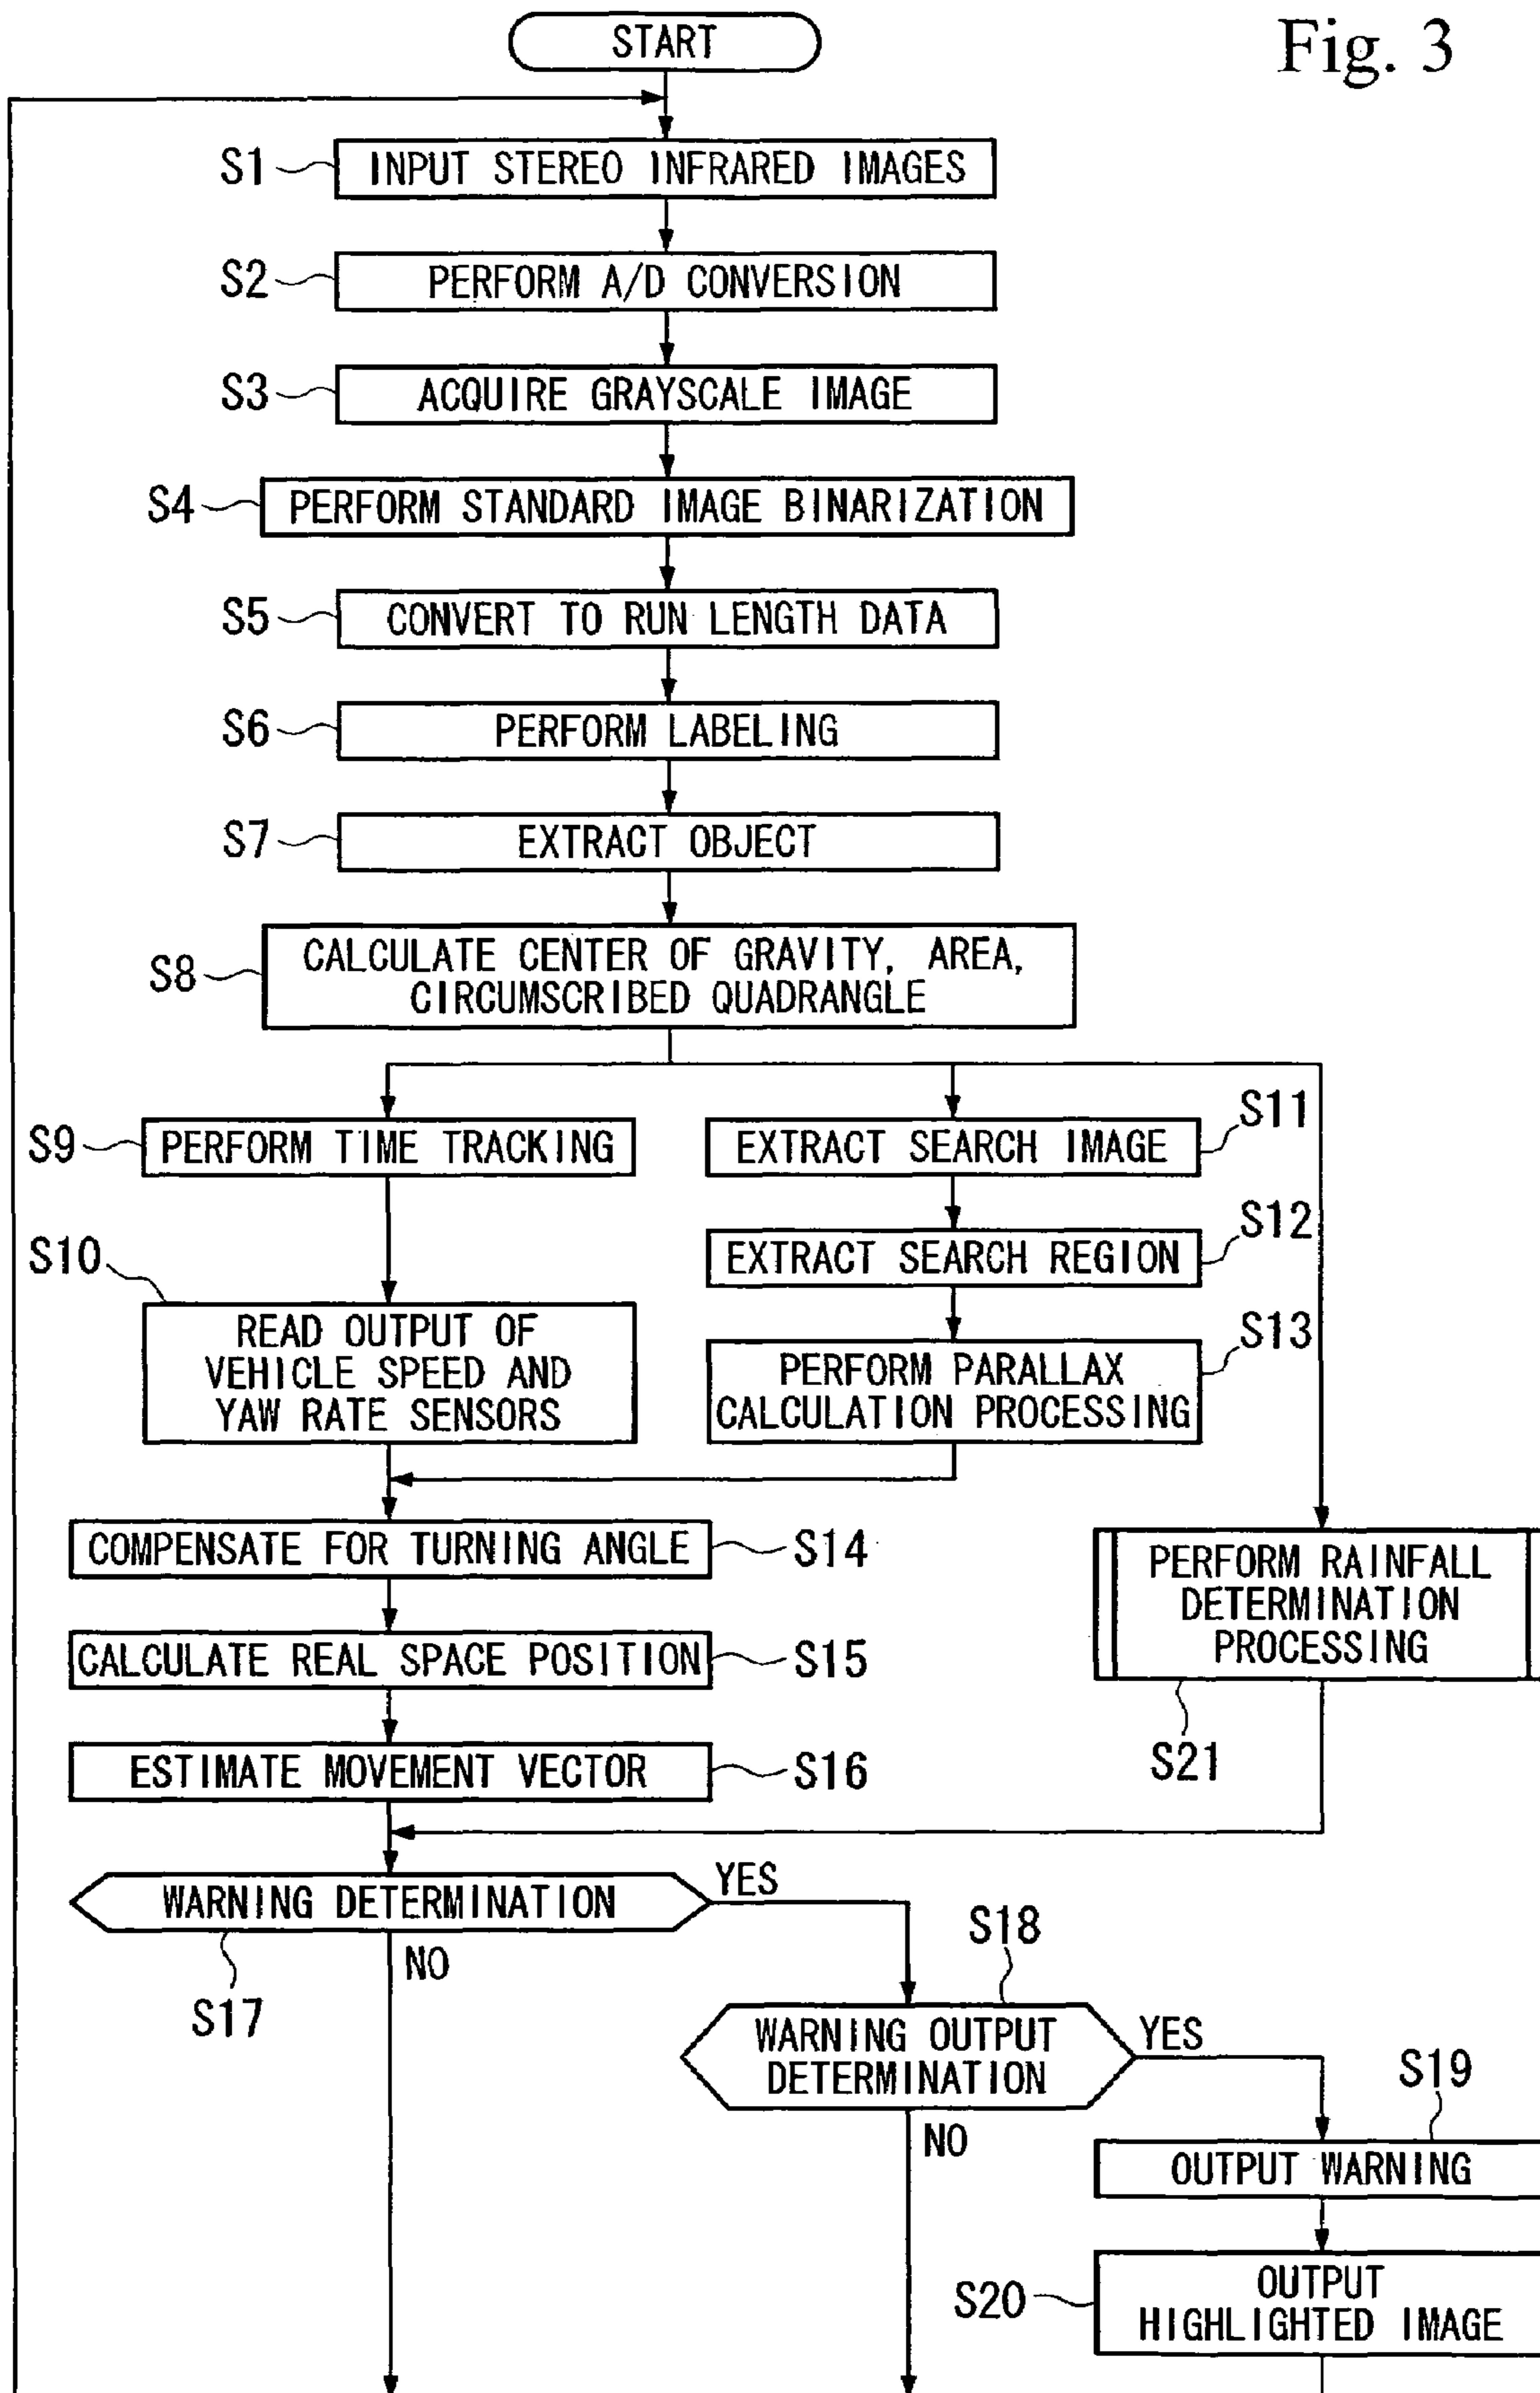 Fig. 3
START
S1
INPUT STEREO INFRARED IMAGES
S2
PERFORM A/D CONVERSION
S3
ACQUIRE GRAYSCALE IMAGE
S4
PERFORM STANDARD IMAGE BINARIZATION
S5
CONVERT TO RUN LENGTH DATA
S6
PERFORM LABELING
S7
EXTRACT OBJECT
S8
CALCULATE CENTER OF GRAVITY, AREA,
CIRCUMSCRIBED QUADRANGLE
S9
PERFORM TIME TRACKING
S10
READ OUTPUT OF
VEHICLE SPEED AND
YAW RATE SENSORS
S11
EXTRACT SEARCH IMAGE
S12
EXTRACT SEARCH REGION
S13
PERFORM PARALLAX
CALCULATION PROCESSING
COMPENSATE FOR TURNING ANGLE
S14
CALCULATE REAL SPACE POSITION
S15
ESTIMATE MOVEMENT VECTOR
S16
PERFORM RAINFALL
DETERMINATION
PROCESSING
S21
WARNING DETERMINATION
YES
NO
S17
S18
WARNING OUTPUT
DETERMINATION
YES
NO
S19
OUTPUT WARNING
S20
OUTPUT
HIGHLIGHTED IMAGE